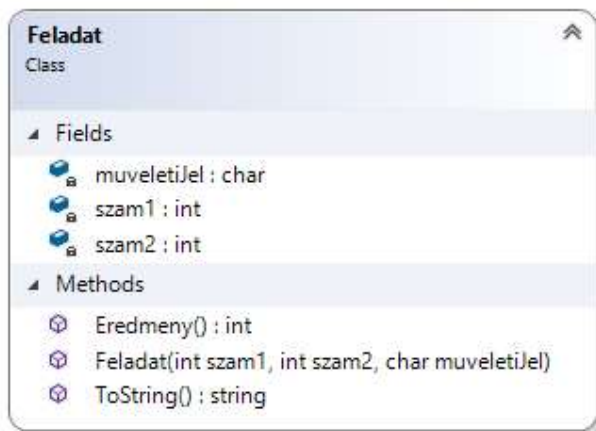 Feladat
Class
Fields
muveletiJel : char
szam1 : int
szam2 : int
Methods
Eredmeny() : int
Feladat(int szam1, int szam2, char muveletiJel)
ToString() : string